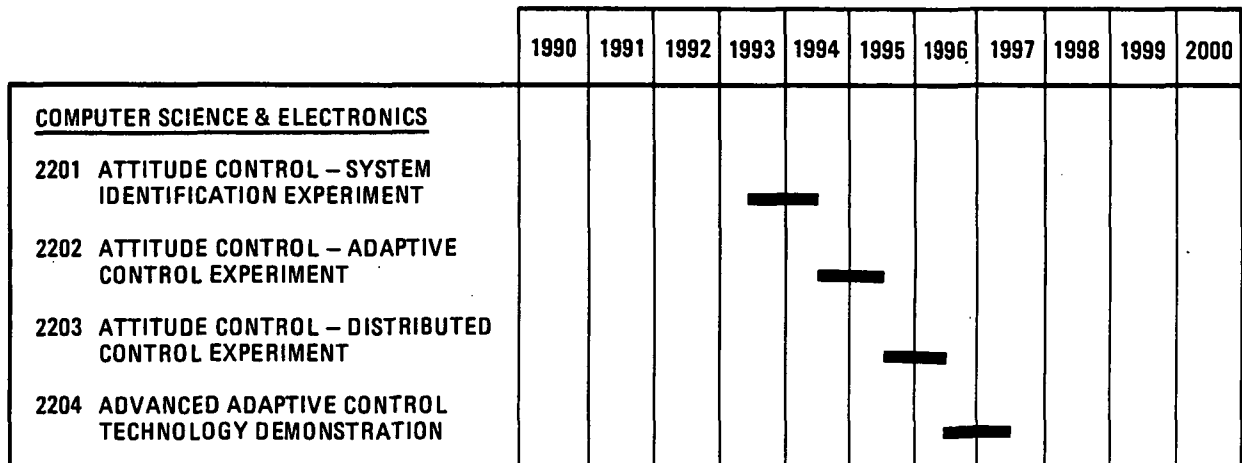 1990 1991 1992 1993 1994 1995 1996 1997 1998 1999 2000
COMPUTER SCIENCE & ELECTRONICS
2201 ATTITUDE CONTROL – SYSTEM
IDENTIFICATION EXPERIMENT
2202 ATTITUDE CONTROL – ADAPTIVE
CONTROL EXPERIMENT
2203 ATTITUDE CONTROL – DISTRIBUTED
CONTROL EXPERIMENT
2204 ADVANCED ADAPTIVE CONTROL
TECHNOLOGY DEMONSTRATION